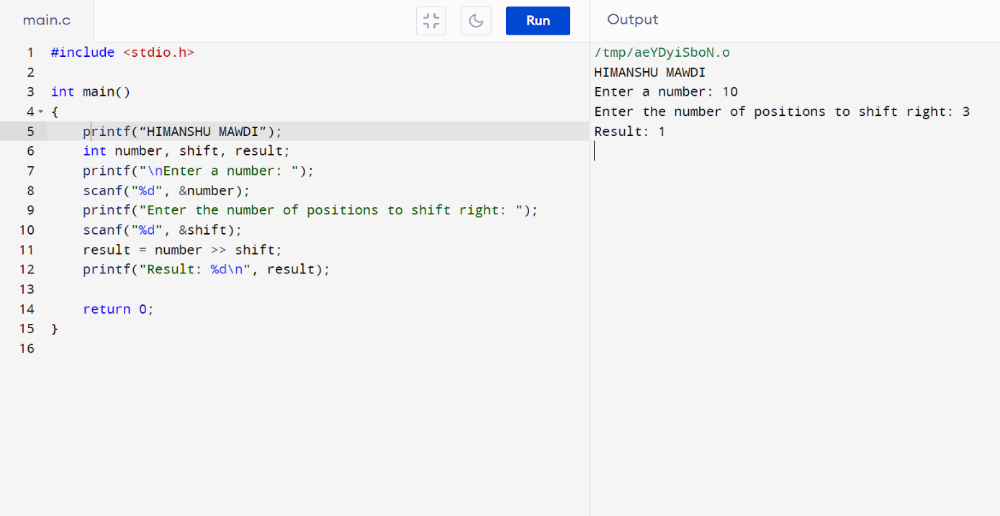 main.c
Run
Output
1 #include <stdio.h>
2
3 int main()
4 {
5     printf(“HIMANSHU MAWDI”);
6     int number, shift, result;
7     printf("\nEnter a number: ");
8     scanf("%d", &number);
9     printf("Enter the number of positions to shift right: ");
10     scanf("%d", &shift);
11     result = number >> shift;
12     printf("Result: %d\n", result);
13
14     return 0;
15 }
16
/tmp/aeYDyiSboN.o
HIMANSHU MAWDI
Enter a number: 10
Enter the number of positions to shift right: 3
Result: 1